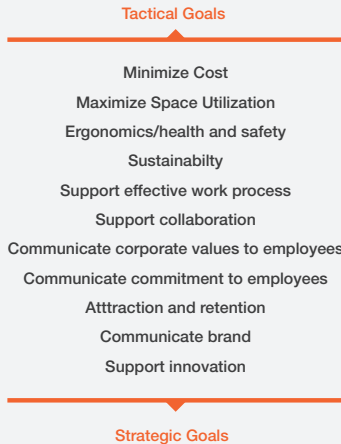 Tactical Goals
Minimize Cost
Maximize Space Utilization
Ergonomics/health and safety
Sustainabilty
Support effective work process
Support collaboration
Communicate corporate values to employees
Communicate commitment to employees
Atttraction and retention
Communicate brand
Support innovation
Strategic Goals